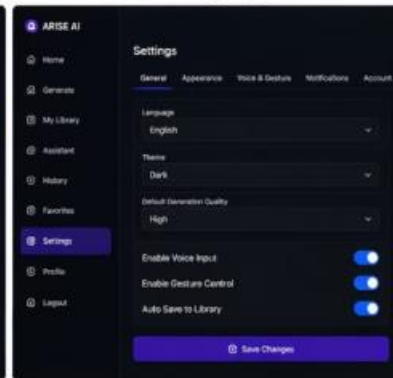 ARISE AI
Home
Generate
My Library
Assistant
History
Favorites
Settings
Profile
Logout
Settings
General Appearance Voice & Gesture Notifications Account
Language
English
Theme
Dark
Default Generation Quality
High
Enable Voice Input
Enable Gesture Control
Auto Save to Library
Save Changes